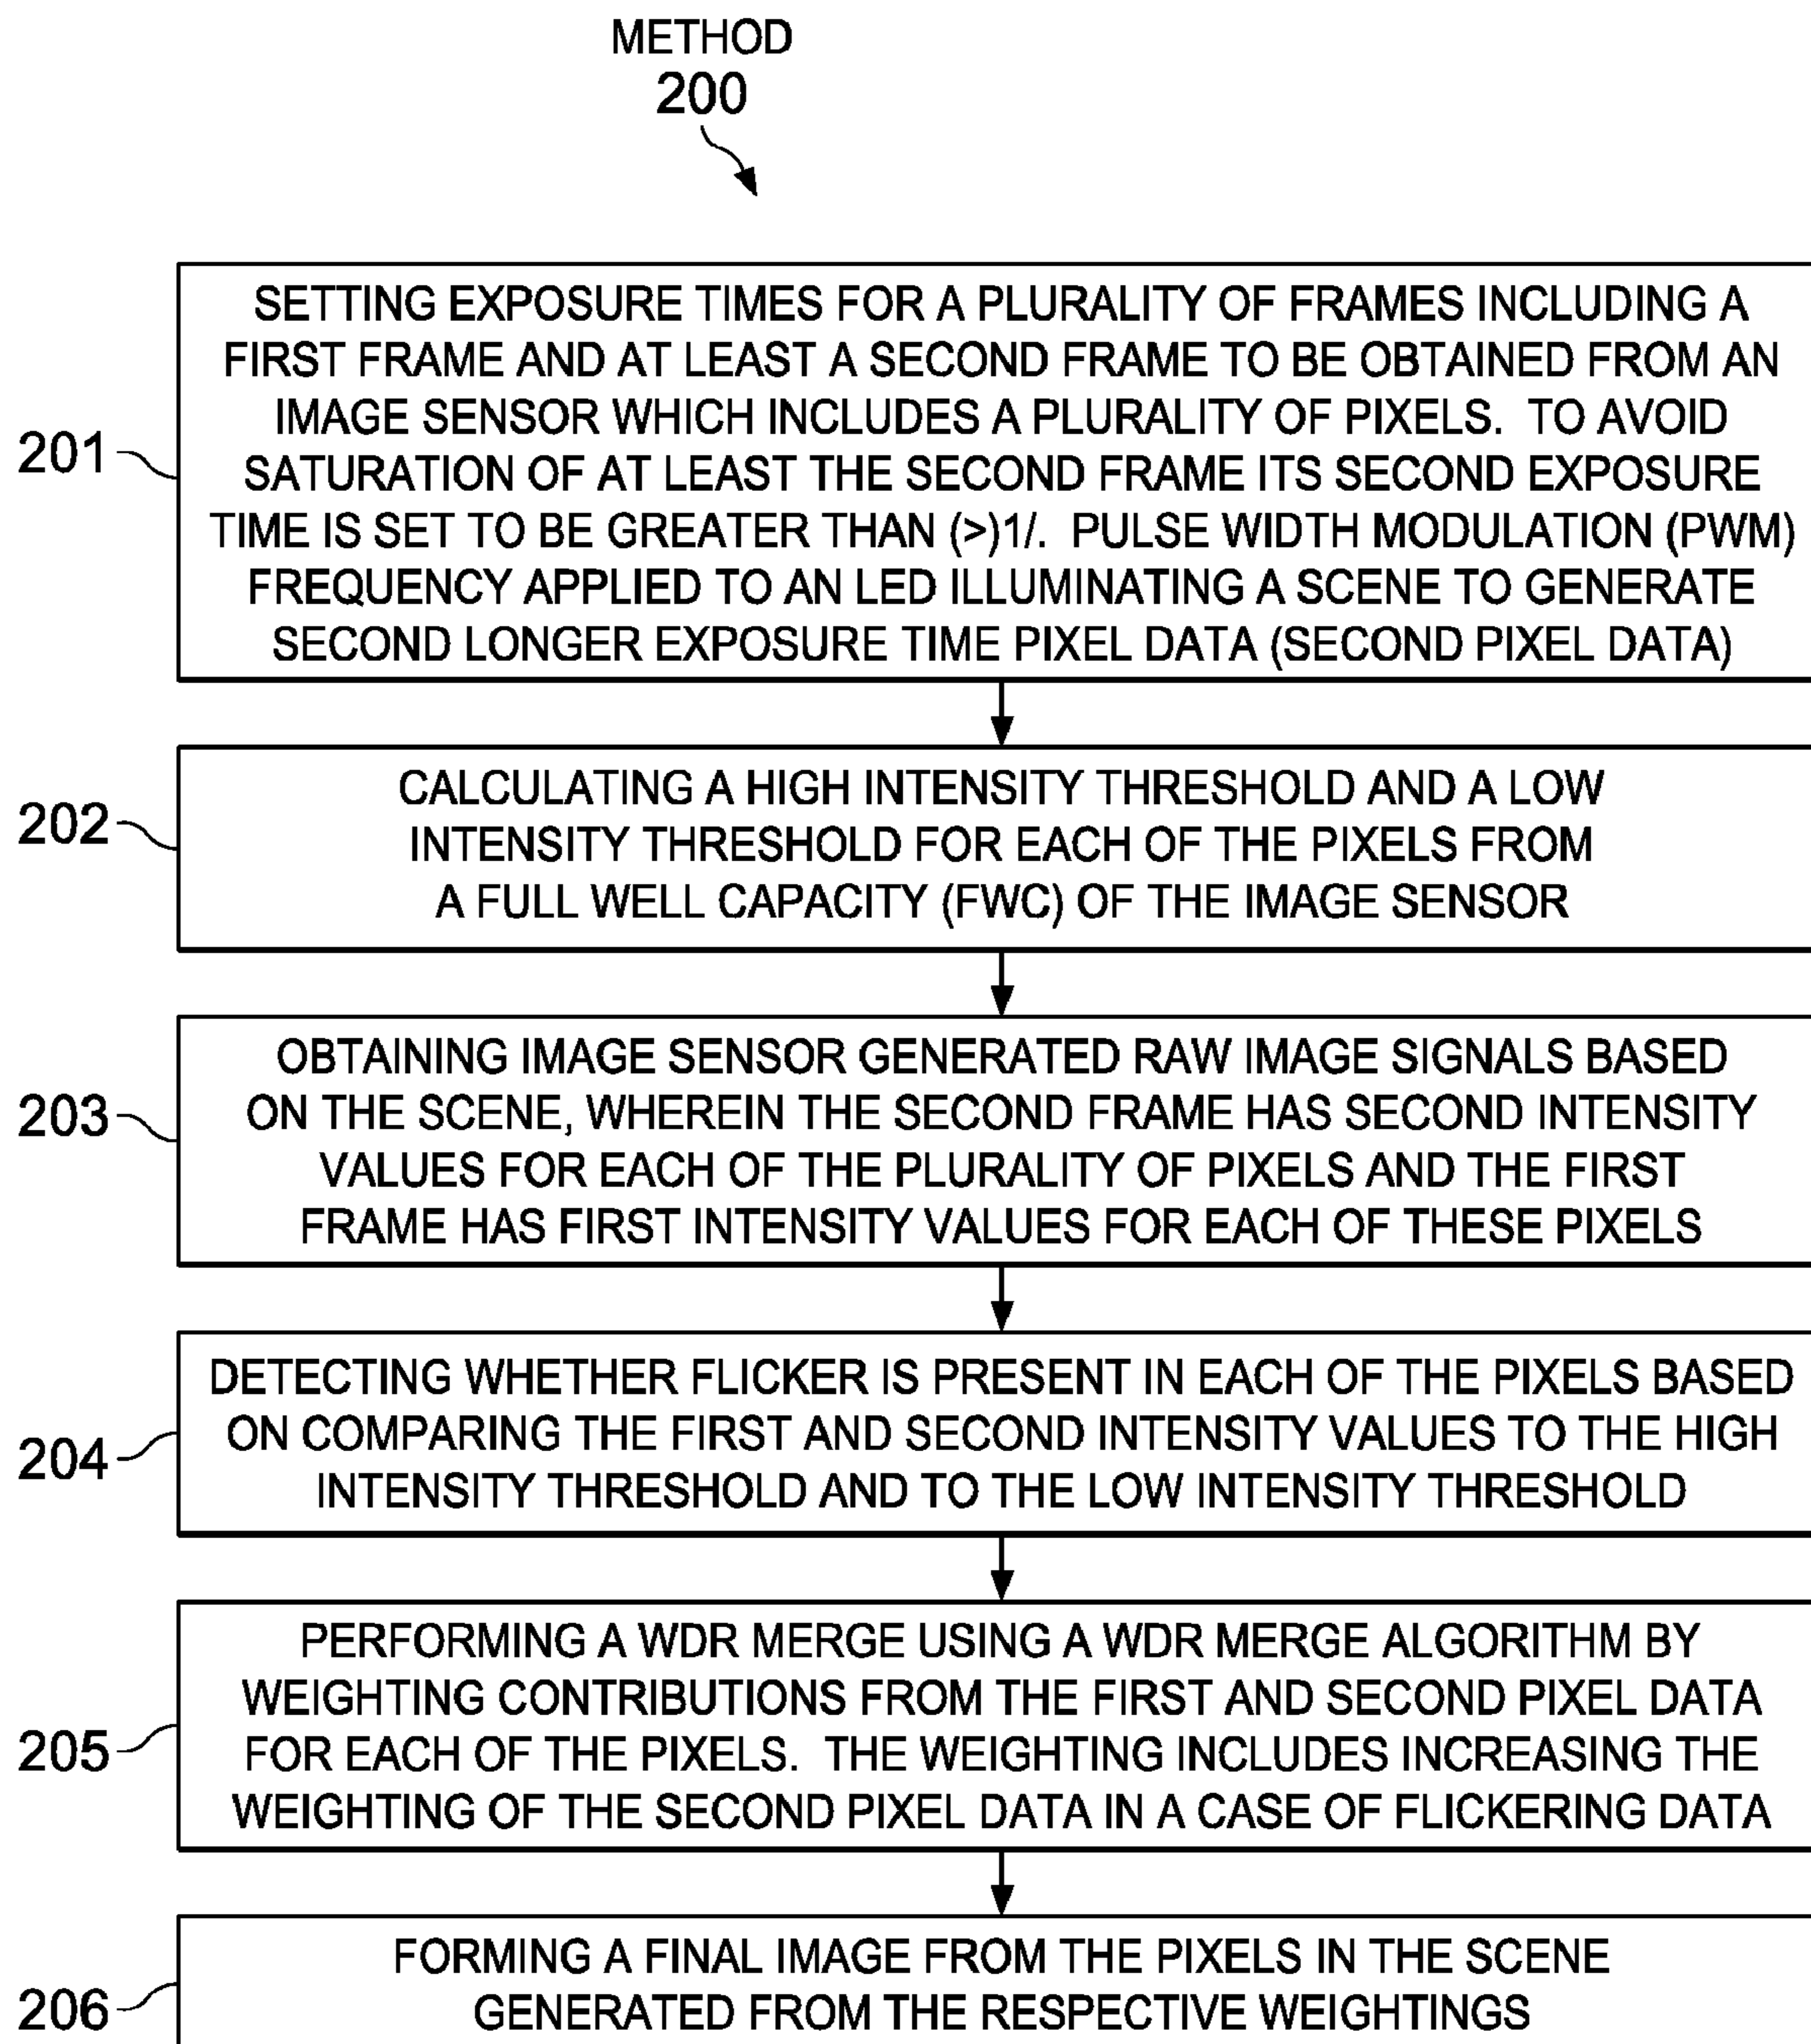 METHOD
200
201
SETTING EXPOSURE TIMES FOR A PLURALITY OF FRAMES INCLUDING A
FIRST FRAME AND AT LEAST A SECOND FRAME TO BE OBTAINED FROM AN
IMAGE SENSOR WHICH INCLUDES A PLURALITY OF PIXELS. TO AVOID
SATURATION OF AT LEAST THE SECOND FRAME ITS SECOND EXPOSURE
TIME IS SET TO BE GREATER THAN (>)1/. PULSE WIDTH MODULATION (PWM)
FREQUENCY APPLIED TO AN LED ILLUMINATING A SCENE TO GENERATE
SECOND LONGER EXPOSURE TIME PIXEL DATA (SECOND PIXEL DATA)
202
CALCULATING A HIGH INTENSITY THRESHOLD AND A LOW
INTENSITY THRESHOLD FOR EACH OF THE PIXELS FROM
A FULL WELL CAPACITY (FWC) OF THE IMAGE SENSOR
203
OBTAINING IMAGE SENSOR GENERATED RAW IMAGE SIGNALS BASED
ON THE SCENE, WHEREIN THE SECOND FRAME HAS SECOND INTENSITY
VALUES FOR EACH OF THE PLURALITY OF PIXELS AND THE FIRST
FRAME HAS FIRST INTENSITY VALUES FOR EACH OF THESE PIXELS
204
DETECTING WHETHER FLICKER IS PRESENT IN EACH OF THE PIXELS BASED
ON COMPARING THE FIRST AND SECOND INTENSITY VALUES TO THE HIGH
INTENSITY THRESHOLD AND TO THE LOW INTENSITY THRESHOLD
205
PERFORMING A WDR MERGE USING A WDR MERGE ALGORITHM BY
WEIGHTING CONTRIBUTIONS FROM THE FIRST AND SECOND PIXEL DATA
FOR EACH OF THE PIXELS. THE WEIGHTING INCLUDES INCREASING THE
WEIGHTING OF THE SECOND PIXEL DATA IN A CASE OF FLICKERING DATA
206
FORMING A FINAL IMAGE FROM THE PIXELS IN THE SCENE
GENERATED FROM THE RESPECTIVE WEIGHTINGS